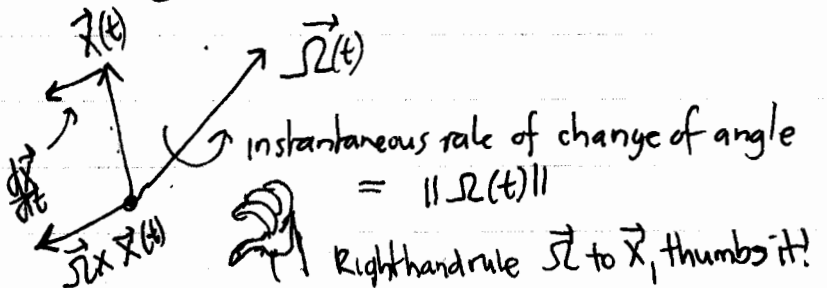 X⃗(t)
Ω⃗(t)
instantaneous rate of change of angle
= ||Ω(t)||
dX⃗/dt
Ω⃗ x X⃗(t)
Righthandrule Ω⃗ to X⃗, thumbs it!